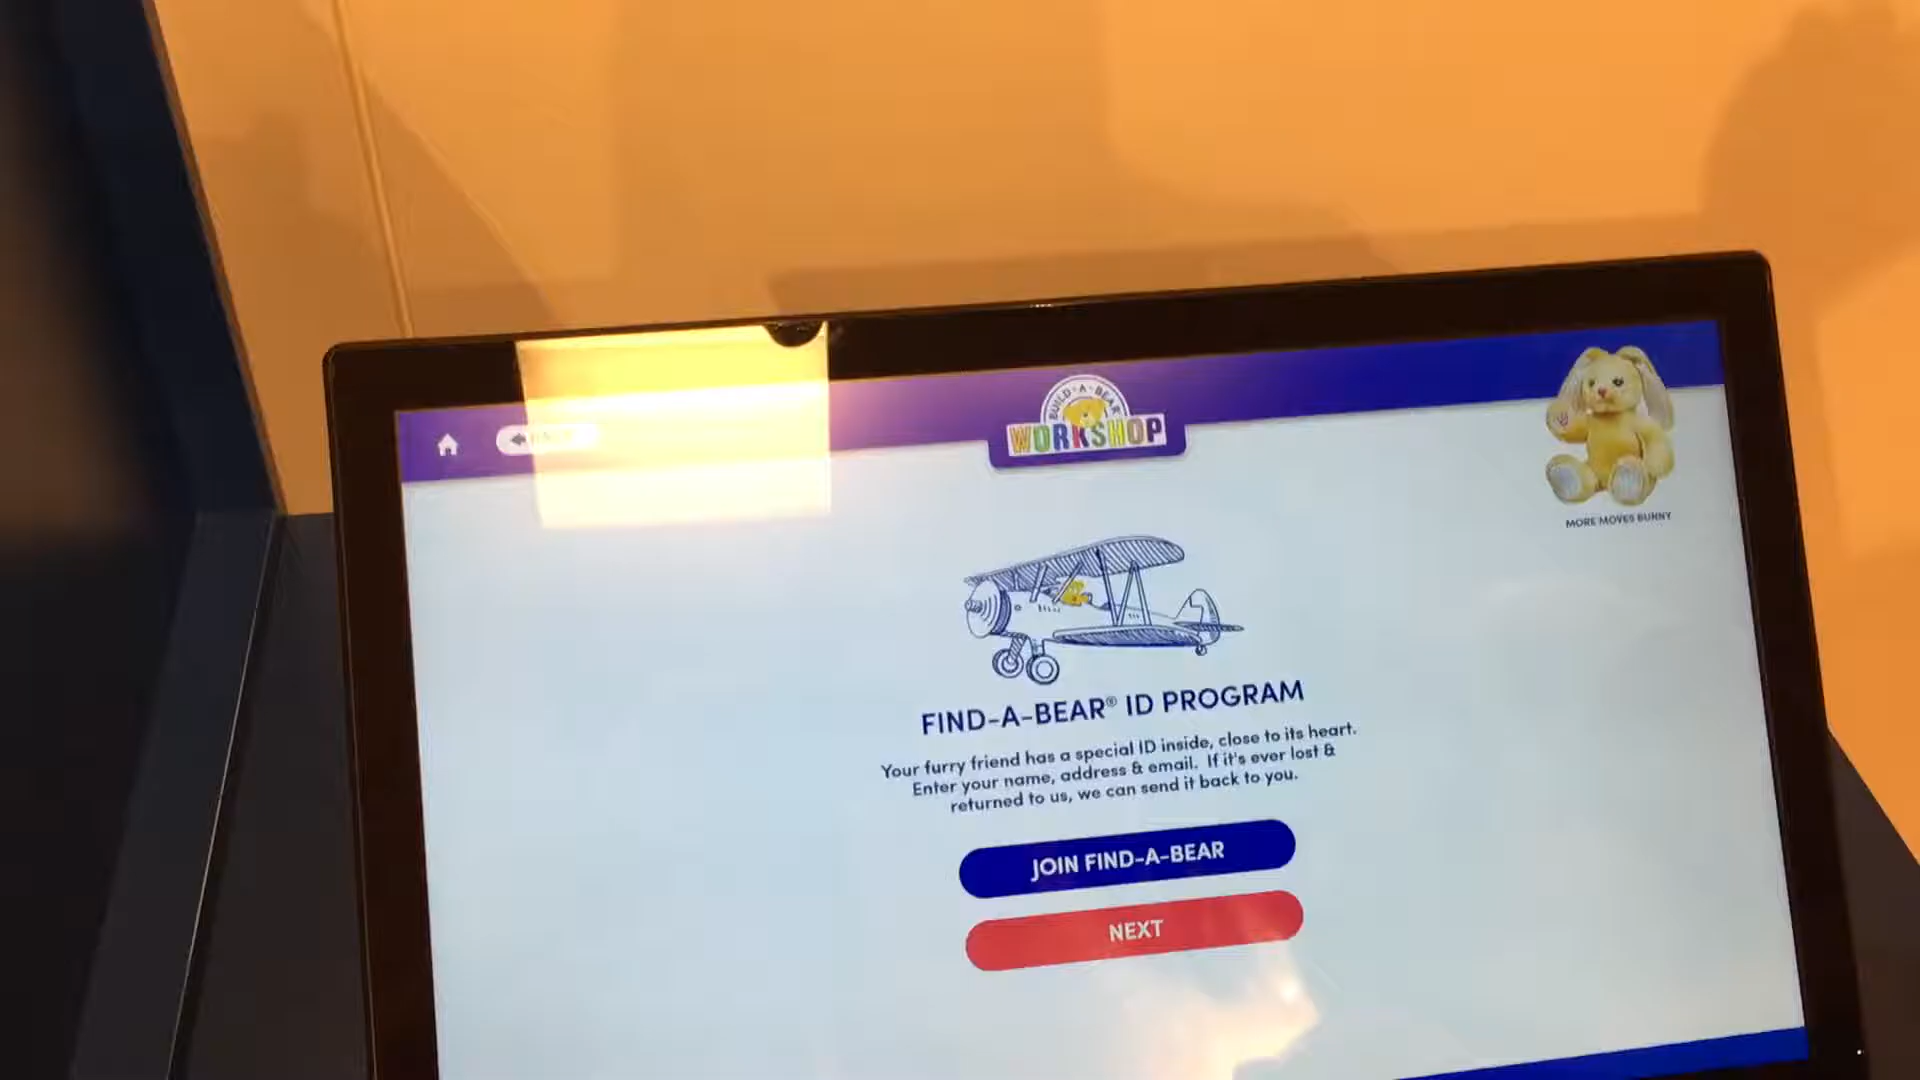 BUILD-A-BEAR
WORKSHOP
MORE MOVES BUNNY
FIND-A-BEAR® ID PROGRAM
Your furry friend has a special ID inside, close to its heart.
Enter your name, address & email. If it's ever lost &
returned to us, we can send it back to you.
JOIN FIND-A-BEAR
NEXT